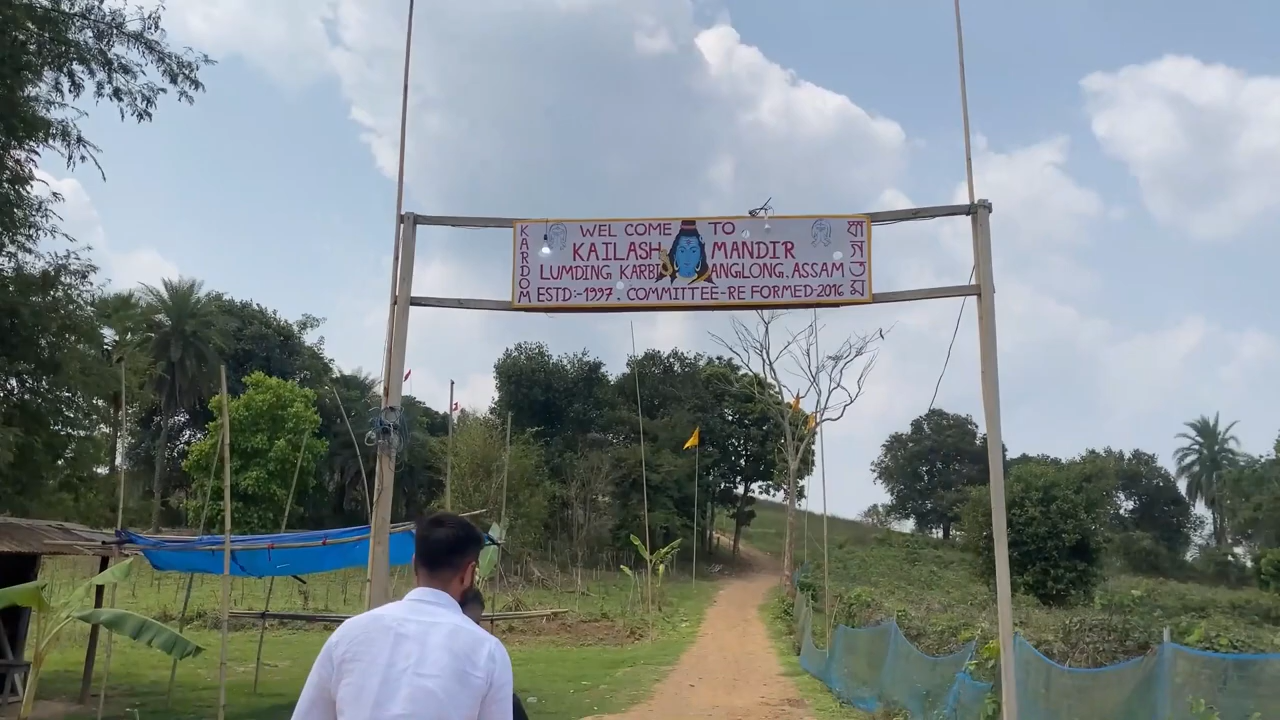 KARDOM
WEL COME TO
KAILASH MANDIR
LUMDING KARBI ANGLONG, ASSAM
ESTD:-1997. COMMITTEE-RE FORMED-2016